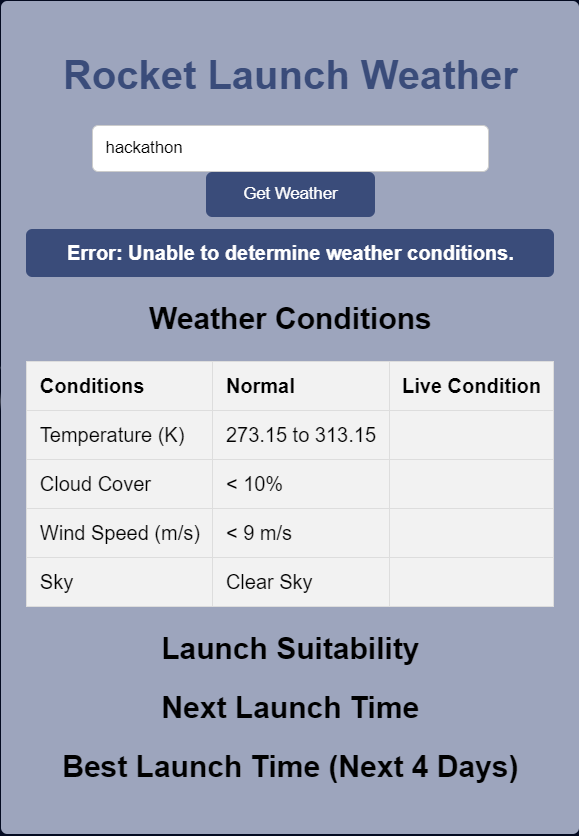 Rocket Launch Weather
hackathon
Get Weather
Error: Unable to determine weather conditions.
Weather Conditions
Conditions Normal Live Condition
Temperature (K) 273.15 to 313.15
Cloud Cover < 10%
Wind Speed (m/s) < 9 m/s
Sky Clear Sky
Launch Suitability
Next Launch Time
Best Launch Time (Next 4 Days)